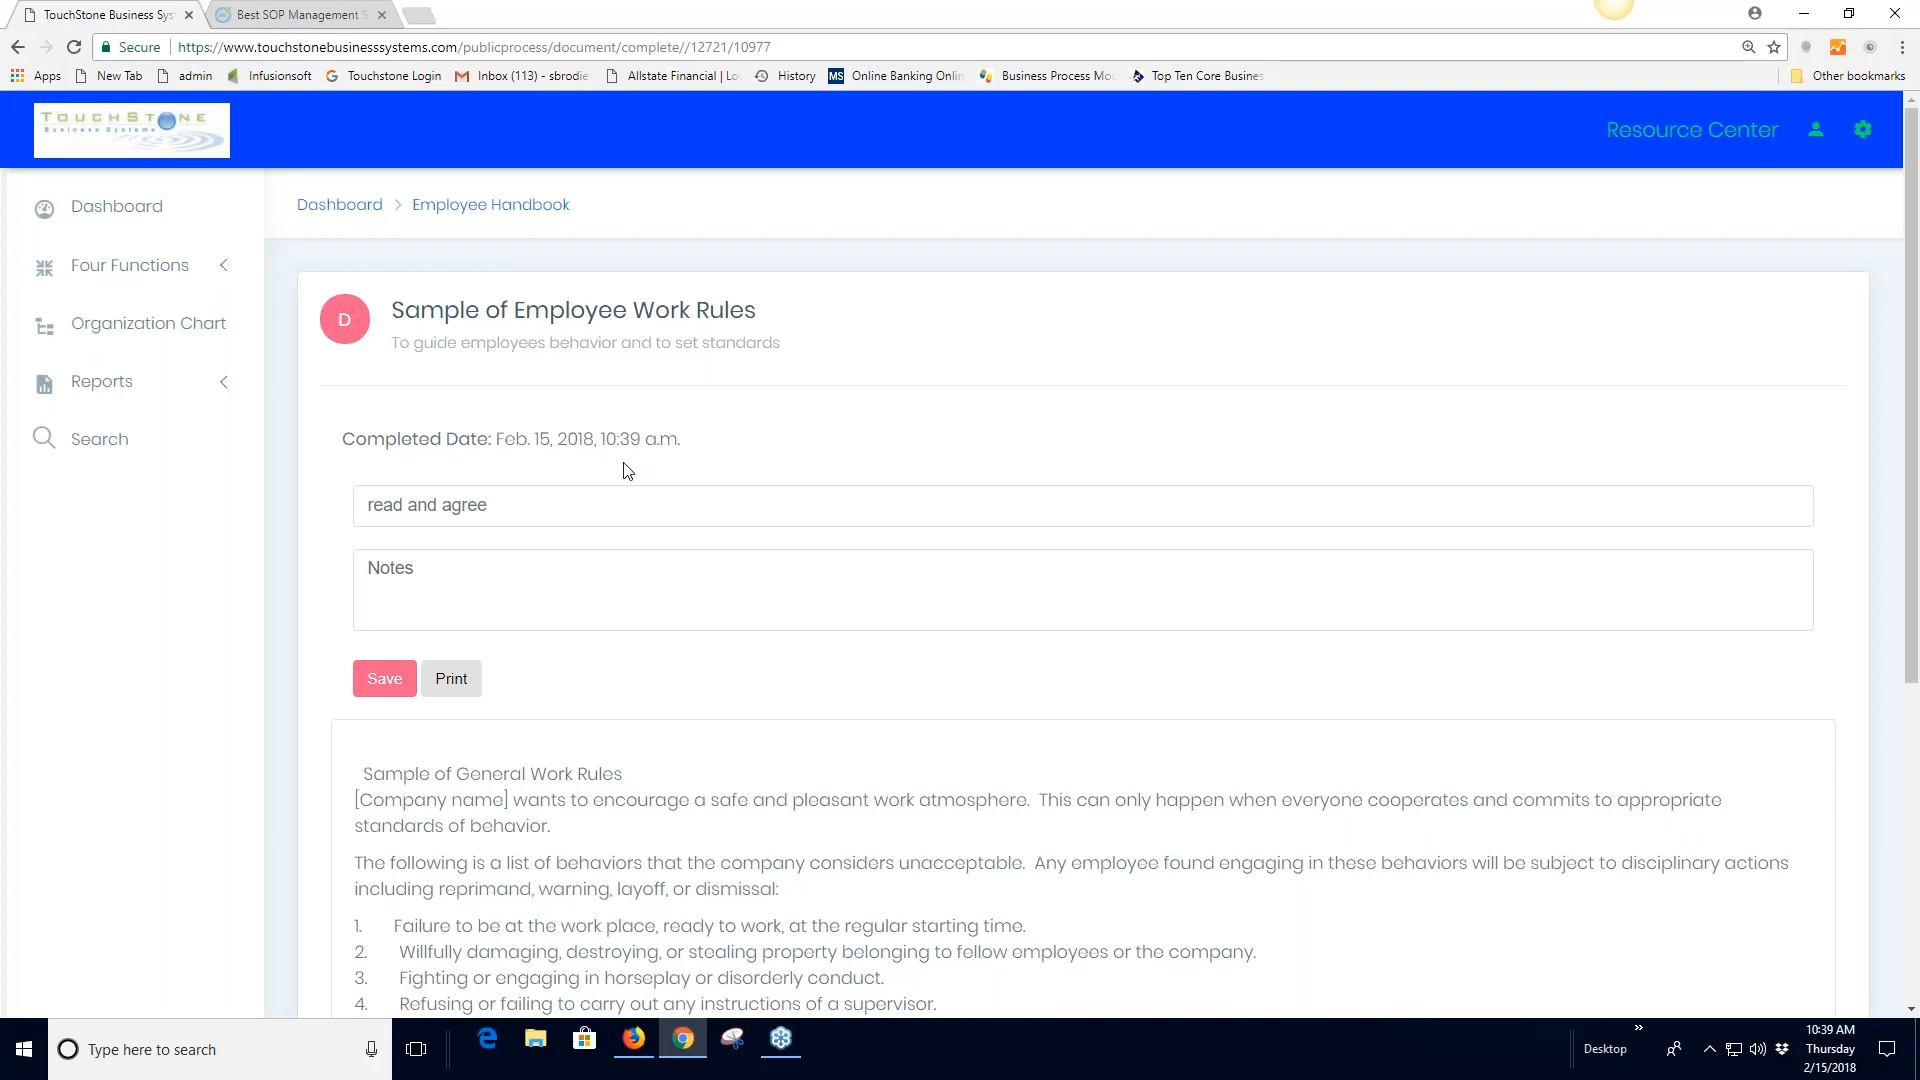 TouchStone Business Sys
Best SOP Management S
Secure
https://www.touchstonebusinesssystems.com/publicprocess/document/complete//12721/10977
Apps
New Tab
admin
Infusionsoft
Touchstone Login
Inbox (113) - sbrodie
Allstate Financial | Lo
History
MS
Online Banking Onlin
Business Process Mo
Top Ten Core Busines
Other bookmarks
TOUCHSTONE
Business Systems
Resource Center
Dashboard
Four Functions
Organization Chart
Reports
Search
Dashboard > Employee Handbook
D
Sample of Employee Work Rules
To guide employees behavior and to set standards
Completed Date: Feb. 15, 2018, 10:39 a.m.
read and agree
Notes
Save
Print
Sample of General Work Rules
[Company name] wants to encourage a safe and pleasant work atmosphere. This can only happen when everyone cooperates and commits to appropriate
standards of behavior.
The following is a list of behaviors that the company considers unacceptable. Any employee found engaging in these behaviors will be subject to disciplinary actions
including reprimand, warning, layoff, or dismissal:
1. Failure to be at the work place, ready to work, at the regular starting time.
2. Willfully damaging, destroying, or stealing property belonging to fellow employees or the company.
3. Fighting or engaging in horseplay or disorderly conduct.
4. Refusing or failing to carry out any instructions of a supervisor.
Type here to search
Desktop
10:39 AM
Thursday
2/15/2018